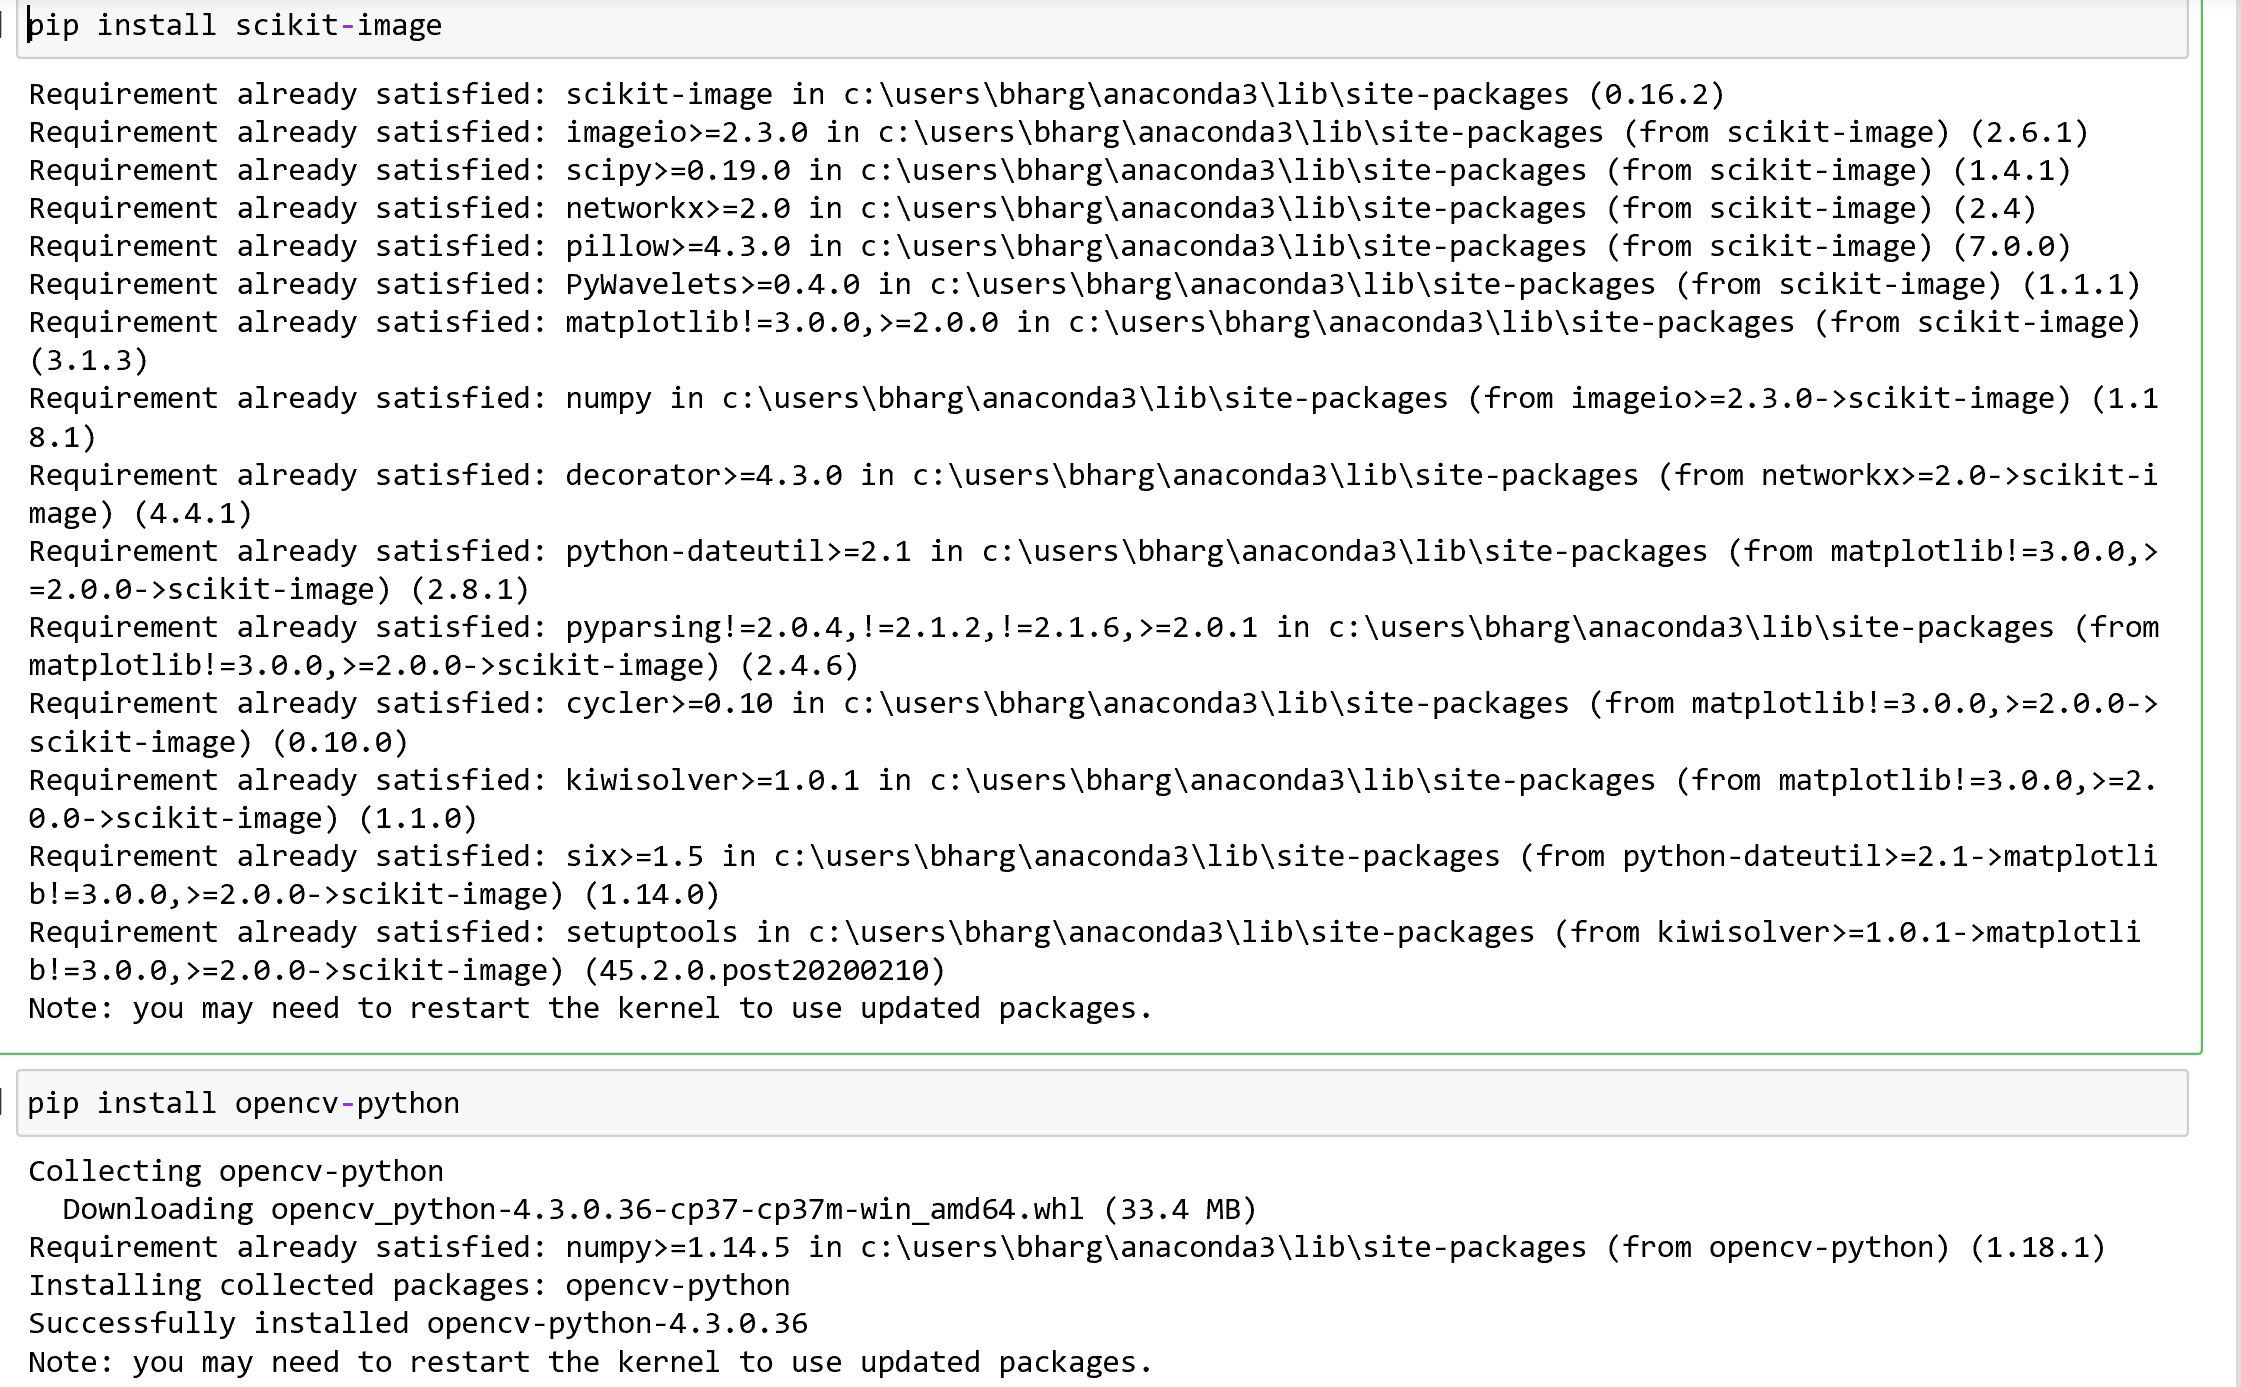 pip install scikit-image
Requirement already satisfied: scikit-image in c:\users\bharg\anaconda3\lib\site-packages (0.16.2)
Requirement already satisfied: imageio>=2.3.0 in c:\users\bharg\anaconda3\lib\site-packages (from scikit-image) (2.6.1)
Requirement already satisfied: scipy>=0.19.0 in c:\users\bharg\anaconda3\lib\site-packages (from scikit-image) (1.4.1)
Requirement already satisfied: networkx>=2.0 in c:\users\bharg\anaconda3\lib\site-packages (from scikit-image) (2.4)
Requirement already satisfied: pillow>=4.3.0 in c:\users\bharg\anaconda3\lib\site-packages (from scikit-image) (7.0.0)
Requirement already satisfied: PyWavelets>=0.4.0 in c:\users\bharg\anaconda3\lib\site-packages (from scikit-image) (1.1.1)
Requirement already satisfied: matplotlib!=3.0.0,>=2.0.0 in c:\users\bharg\anaconda3\lib\site-packages (from scikit-image)
(3.1.3)
Requirement already satisfied: numpy in c:\users\bharg\anaconda3\lib\site-packages (from imageio>=2.3.0->scikit-image) (1.1
8.1)
Requirement already satisfied: decorator>=4.3.0 in c:\users\bharg\anaconda3\lib\site-packages (from networkx>=2.0->scikit-i
mage) (4.4.1)
Requirement already satisfied: python-dateutil>=2.1 in c:\users\bharg\anaconda3\lib\site-packages (from matplotlib!=3.0.0,>
=2.0.0->scikit-image) (2.8.1)
Requirement already satisfied: pyparsing!=2.0.4,!=2.1.2,!=2.1.6,>=2.0.1 in c:\users\bharg\anaconda3\lib\site-packages (from
matplotlib!=3.0.0,>=2.0.0->scikit-image) (2.4.6)
Requirement already satisfied: cycler>=0.10 in c:\users\bharg\anaconda3\lib\site-packages (from matplotlib!=3.0.0,>=2.0.0->
scikit-image) (0.10.0)
Requirement already satisfied: kiwisolver>=1.0.1 in c:\users\bharg\anaconda3\lib\site-packages (from matplotlib!=3.0.0,>=2.
0.0->scikit-image) (1.1.0)
Requirement already satisfied: six>=1.5 in c:\users\bharg\anaconda3\lib\site-packages (from python-dateutil>=2.1->matplotli
b!=3.0.0,>=2.0.0->scikit-image) (1.14.0)
Requirement already satisfied: setuptools in c:\users\bharg\anaconda3\lib\site-packages (from kiwisolver>=1.0.1->matplotli
b!=3.0.0,>=2.0.0->scikit-image) (45.2.0.post20200210)
Note: you may need to restart the kernel to use updated packages.
pip install opencv-python
Collecting opencv-python
  Downloading opencv_python-4.3.0.36-cp37-cp37m-win_amd64.whl (33.4 MB)
Requirement already satisfied: numpy>=1.14.5 in c:\users\bharg\anaconda3\lib\site-packages (from opencv-python) (1.18.1)
Installing collected packages: opencv-python
Successfully installed opencv-python-4.3.0.36
Note: you may need to restart the kernel to use updated packages.